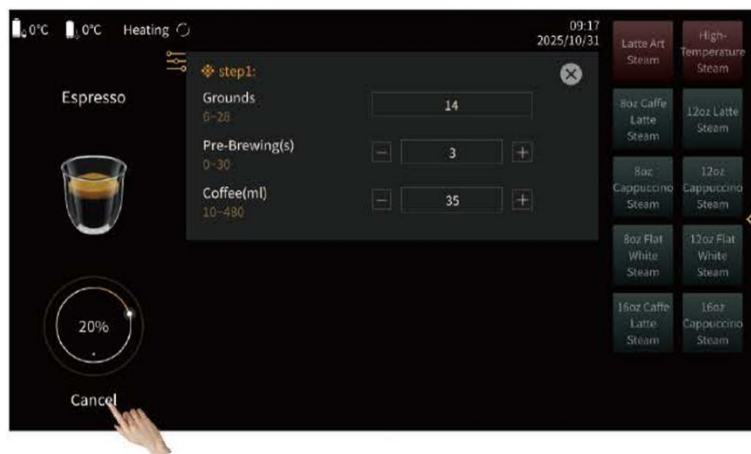 0°C 0°C Heating
09:17
2025/10/31
Espresso
20%
Cancel
step1:
Grounds
6~28
14
Pre-Brewing(s)
0~30
3
Coffee(ml)
10~480
35
Latte Art
Steam
High-
Temperature
Steam
8oz Caffe
Latte
Steam
12oz Latte
Steam
8oz
Cappuccino
Steam
12oz
Cappuccino
Steam
8oz Flat
White
Steam
12oz Flat
White
Steam
16oz Caffe
Latte
Steam
16oz
Cappuccino
Steam